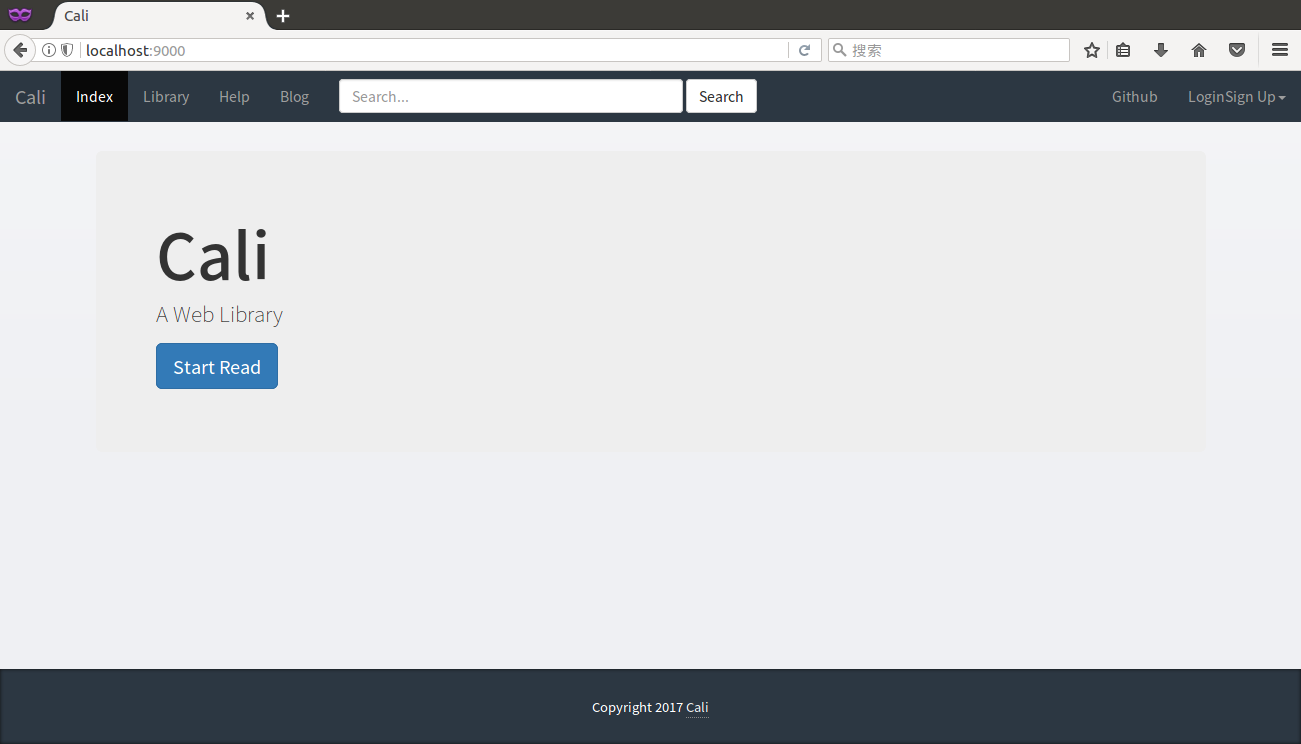 Cali
localhost:9000
搜索
Cali Index Library Help Blog Search... Search Github LoginSign Up
Cali
A Web Library
Start Read
Copyright 2017 Cali